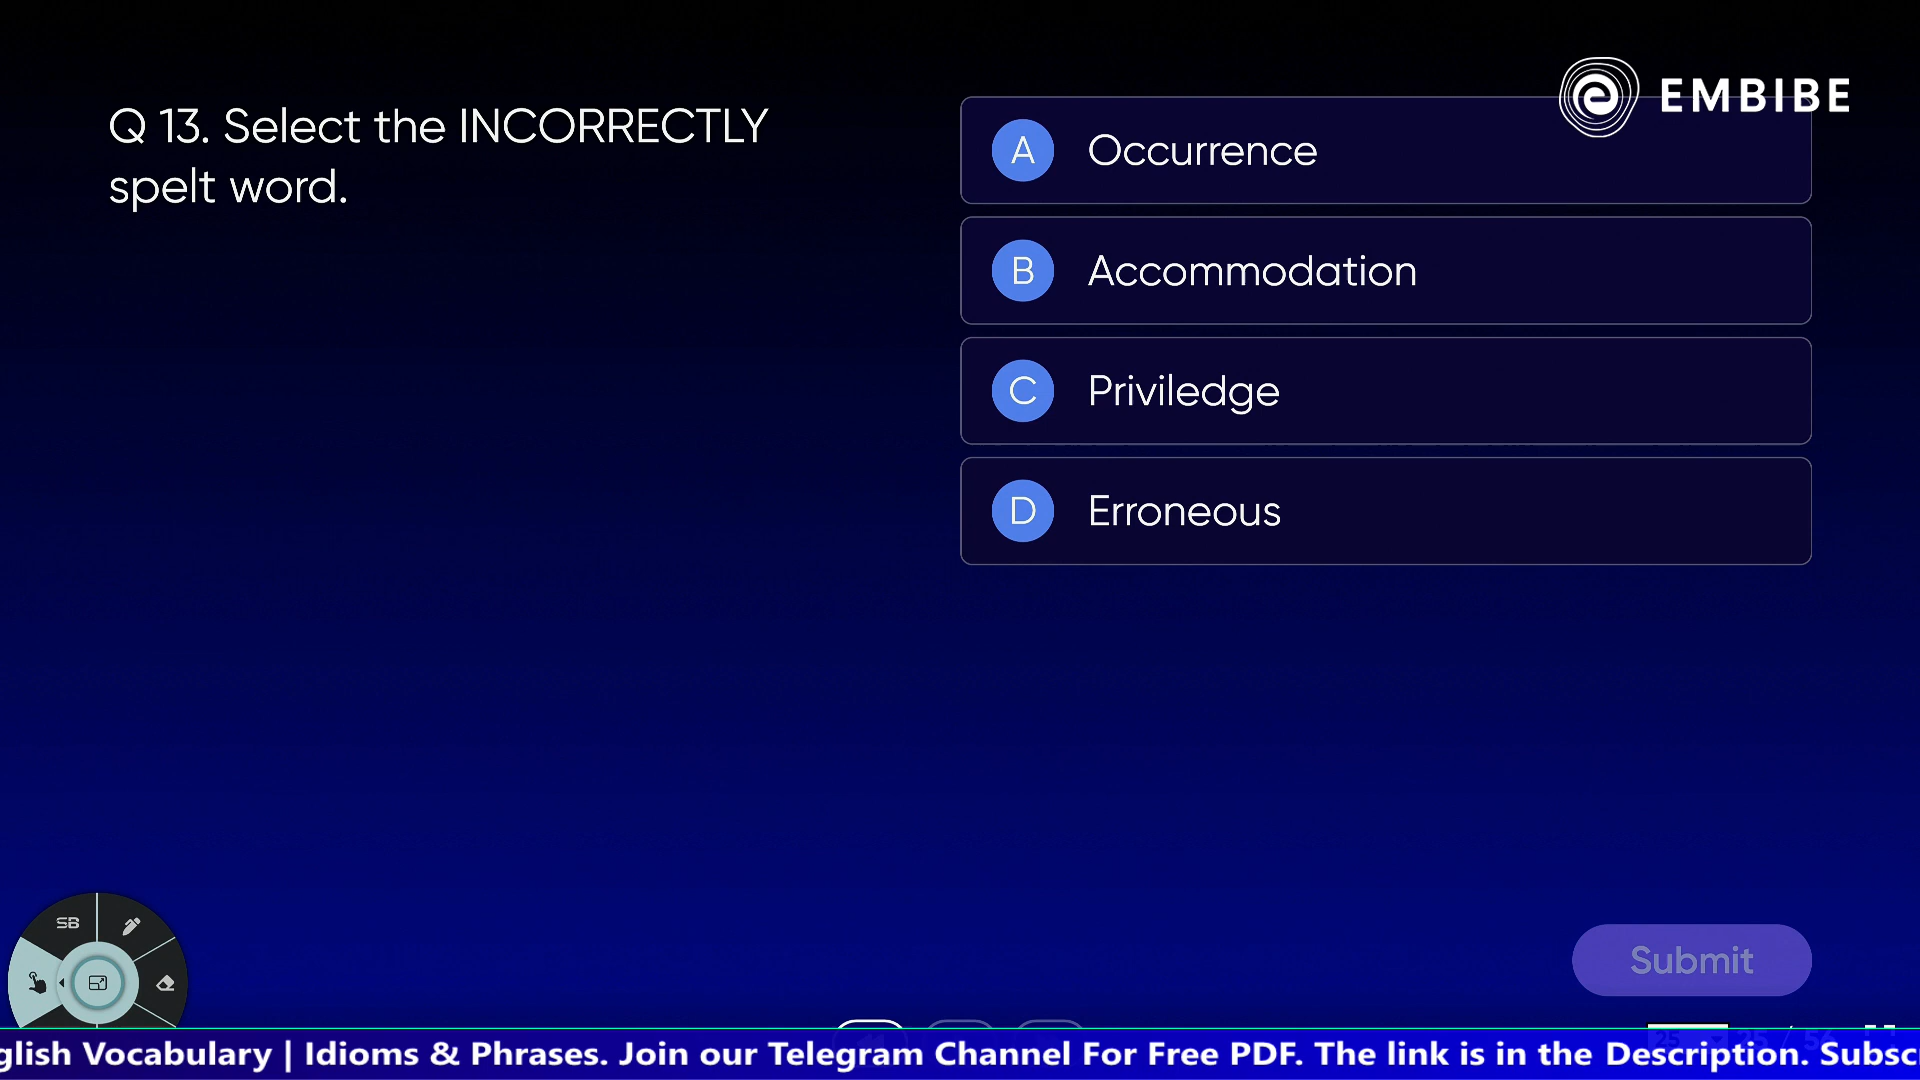 EMBIBE
Q 13. Select the INCORRECTLY
spelt word.
A Occurrence
B Accommodation
C Priviledge
D Erroneous
SB
Submit
glish Vocabulary | Idioms & Phrases. Join our Telegram Channel For Free PDF. The link is in the Description. Subsc